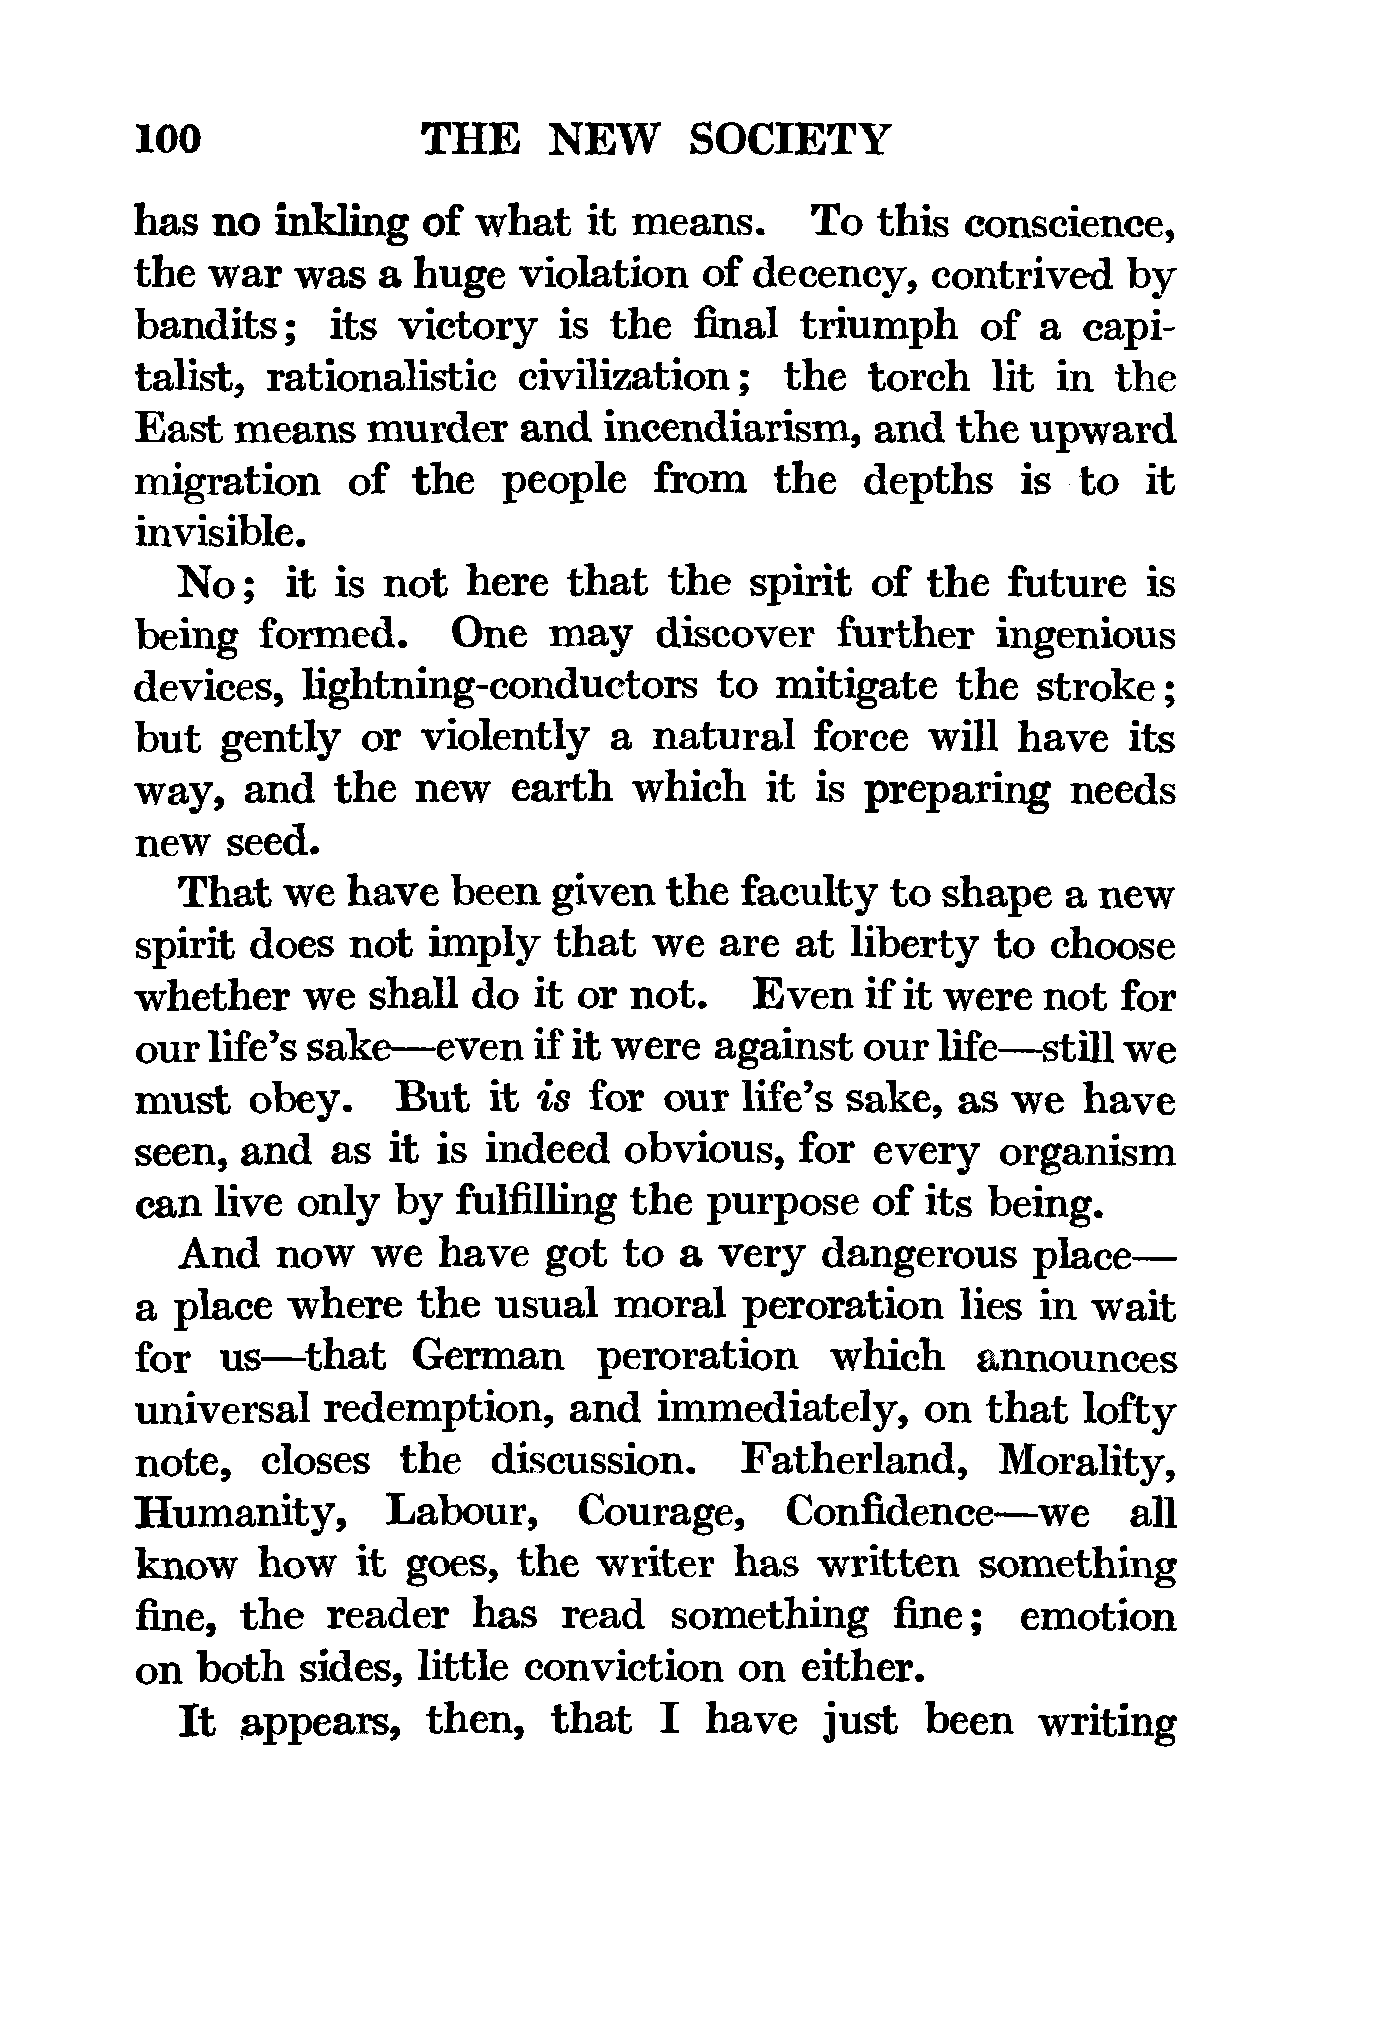 100 THE NEW SOCIETY
has no inkling of what it means. To this conscience,
the war was a huge violation of decency, contrived by
bandits; its victory is the final triumph of a capi-
talist, rationalistic civilization; the torch lit in the
East means murder and incendiarism, and the upward
migration of the people from the depths is to it
invisible.
No; it is not here that the spirit of the future is
being formed. One may discover further ingenious
devices, lightning-conductors to mitigate the stroke;
but gently or violently a natural force will have its
way, and the new earth which it is preparing needs
new seed.
That we have been given the faculty to shape a new
spirit does not imply that we are at liberty to choose
whether we shall do it or not. Even if it were not for
our life's sake—even if it were against our life—still we
must obey. But it is for our life's sake, as we have
seen, and as it is indeed obvious, for every organism
can live only by fulfilling the purpose of its being.
And now we have got to a very dangerous place—
a place where the usual moral peroration lies in wait
for us—that German peroration which announces
universal redemption, and immediately, on that lofty
note, closes the discussion. Fatherland, Morality,
Humanity, Labour, Courage, Confidence—we all
know how it goes, the writer has written something
fine, the reader has read something fine; emotion
on both sides, little conviction on either.
It appears, then, that I have just been writing